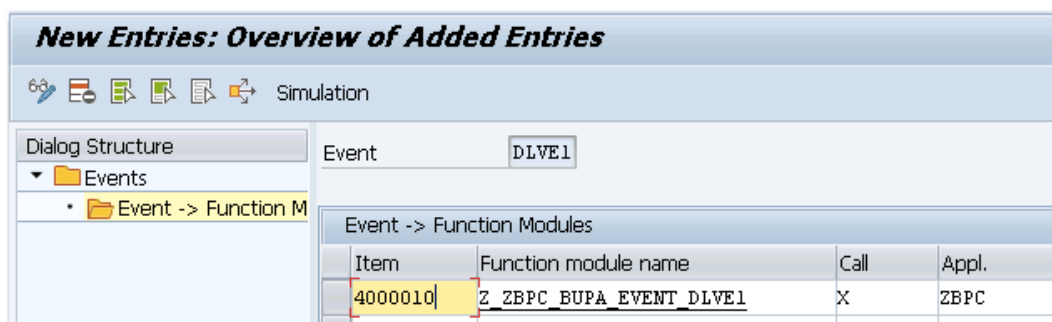 New Entries: Overview of Added Entries
Simulation
Dialog Structure
Events
Event -> Function M
Event DLVE1
Event -> Function Modules
Item Function module name Call Appl.
4000010 Z_ZBPC_BUPA_EVENT_DLVE1 X ZBPC